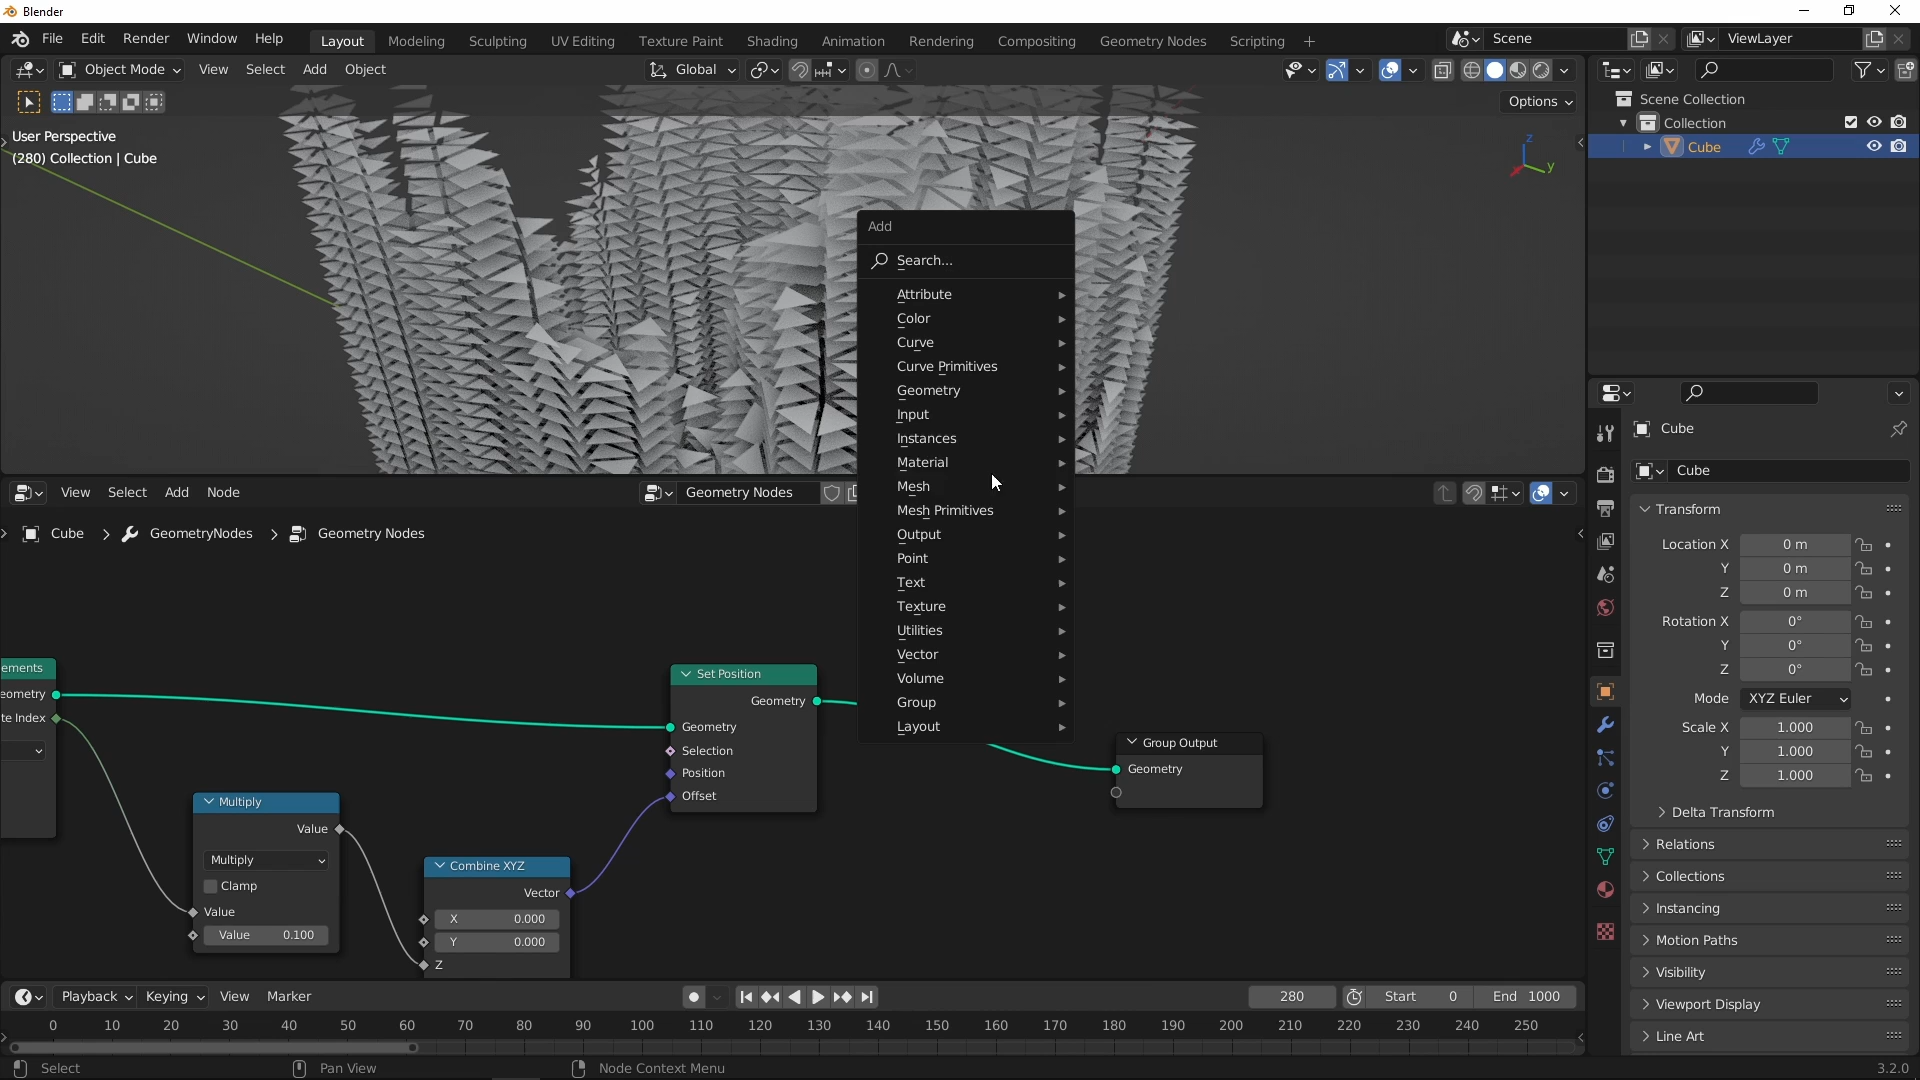 Blender
File Edit Render Window Help
Layout Modeling Sculpting UV Editing Texture Paint Shading Animation Rendering Compositing Geometry Nodes Scripting
Scene
ViewLayer
Object Mode View Select Add Object
Global
Options
User Perspective
(280) Collection | Cube
Z
Y
Scene Collection
Collection
Cube
Add
Search...
Attribute
Color
Curve
Curve Primitives
Geometry
Input
Instances
Material
Mesh
Mesh Primitives
Output
Point
Text
Texture
Utilities
Vector
Volume
Group
Layout
View Select Add Node
Geometry Nodes
Cube > GeometryNodes > Geometry Nodes
ements
eometry
te Index
Multiply
Value
Multiply
Clamp
Value
Value 0.100
Combine XYZ
Vector
X 0.000
Y 0.000
Z
Set Position
Geometry
Geometry
Selection
Position
Offset
Group Output
Geometry
Cube
Cube
Transform
Location X 0 m
Y 0 m
Z 0 m
Rotation X 0°
Y 0°
Z 0°
Mode XYZ Euler
Scale X 1.000
Y 1.000
Z 1.000
Delta Transform
Relations
Collections
Instancing
Motion Paths
Visibility
Viewport Display
Line Art
Playback Keying View Marker
280
Start 0
End 1000
0 10 20 30 40 50 60 70 80 90 100 110 120 130 140 150 160 170 180 190 200 210 220 230 240 250
Select
Pan View
Node Context Menu
3.2.0